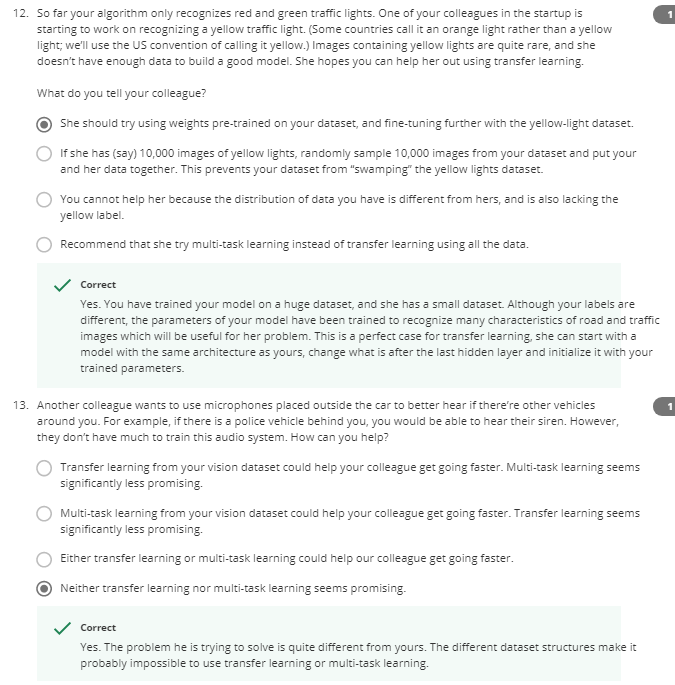 12. So far your algorithm only recognizes red and green traffic lights. One of your colleagues in the startup is
1
starting to work on recognizing a yellow traffic light. (Some countries call it an orange light rather than a yellow
light; we'll use the US convention of calling it yellow.) Images containing yellow lights are quite rare, and she
doesn't have enough data to build a good model. She hopes you can help her out using transfer learning.
What do you tell your colleague?
She should try using weights pre-trained on your dataset, and fine-tuning further with the yellow-light dataset.
If she has (say) 10,000 images of yellow lights, randomly sample 10,000 images from your dataset and put your
and her data together. This prevents your dataset from "swamping" the yellow lights dataset.
You cannot help her because the distribution of data you have is different from hers, and is also lacking the
yellow label.
Recommend that she try multi-task learning instead of transfer learning using all the data.
Correct
Yes. You have trained your model on a huge dataset, and she has a small dataset. Although your labels are
different, the parameters of your model have been trained to recognize many characteristics of road and traffic
images which will be useful for her problem. This is a perfect case for transfer learning, she can start with a
model with the same architecture as yours, change what is after the last hidden layer and initialize it with your
trained parameters.
13. Another colleague wants to use microphones placed outside the car to better hear if there're other vehicles
1
around you. For example, if there is a police vehicle behind you, you would be able to hear their siren. However,
they don't have much to train this audio system. How can you help?
Transfer learning from your vision dataset could help your colleague get going faster. Multi-task learning seems
significantly less promising.
Multi-task learning from your vision dataset could help your colleague get going faster. Transfer learning seems
significantly less promising.
Either transfer learning or multi-task learning could help our colleague get going faster.
Neither transfer learning nor multi-task learning seems promising.
Correct
Yes. The problem he is trying to solve is quite different from yours. The different dataset structures make it
probably impossible to use transfer learning or multi-task learning.